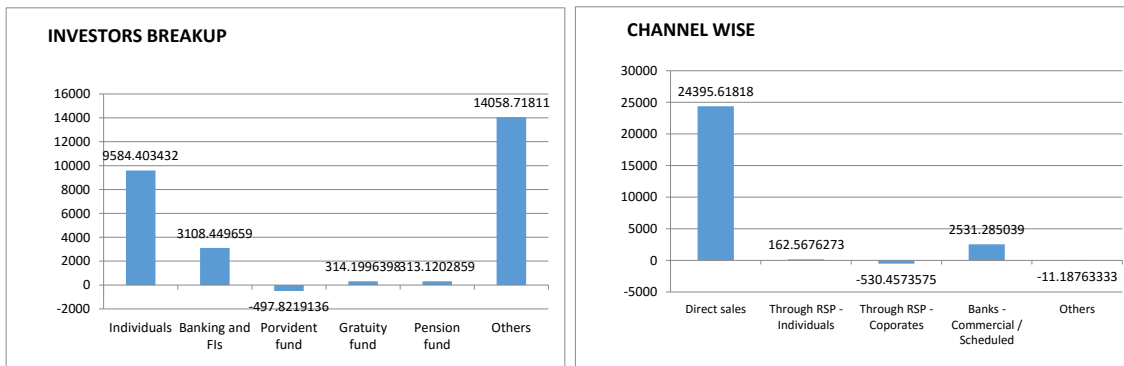 INVESTORS BREAKUP
16000
14000
12000
10000
8000
6000
4000
2000
0
-2000
9584.403432
3108.449659
-497.8219136
314.1996398
313.1202859
14058.71811
Individuals
Banking and
FIs
Porvident
fund
Gratuity
fund
Pension
fund
Others
CHANNEL WISE
30000
25000
20000
15000
10000
5000
0
-5000
24395.61818
162.5676273
-530.4573575
2531.285039
-11.18763333
Direct sales
Through RSP -
Individuals
Through RSP -
Coporates
Banks -
Commercial /
Scheduled
Others